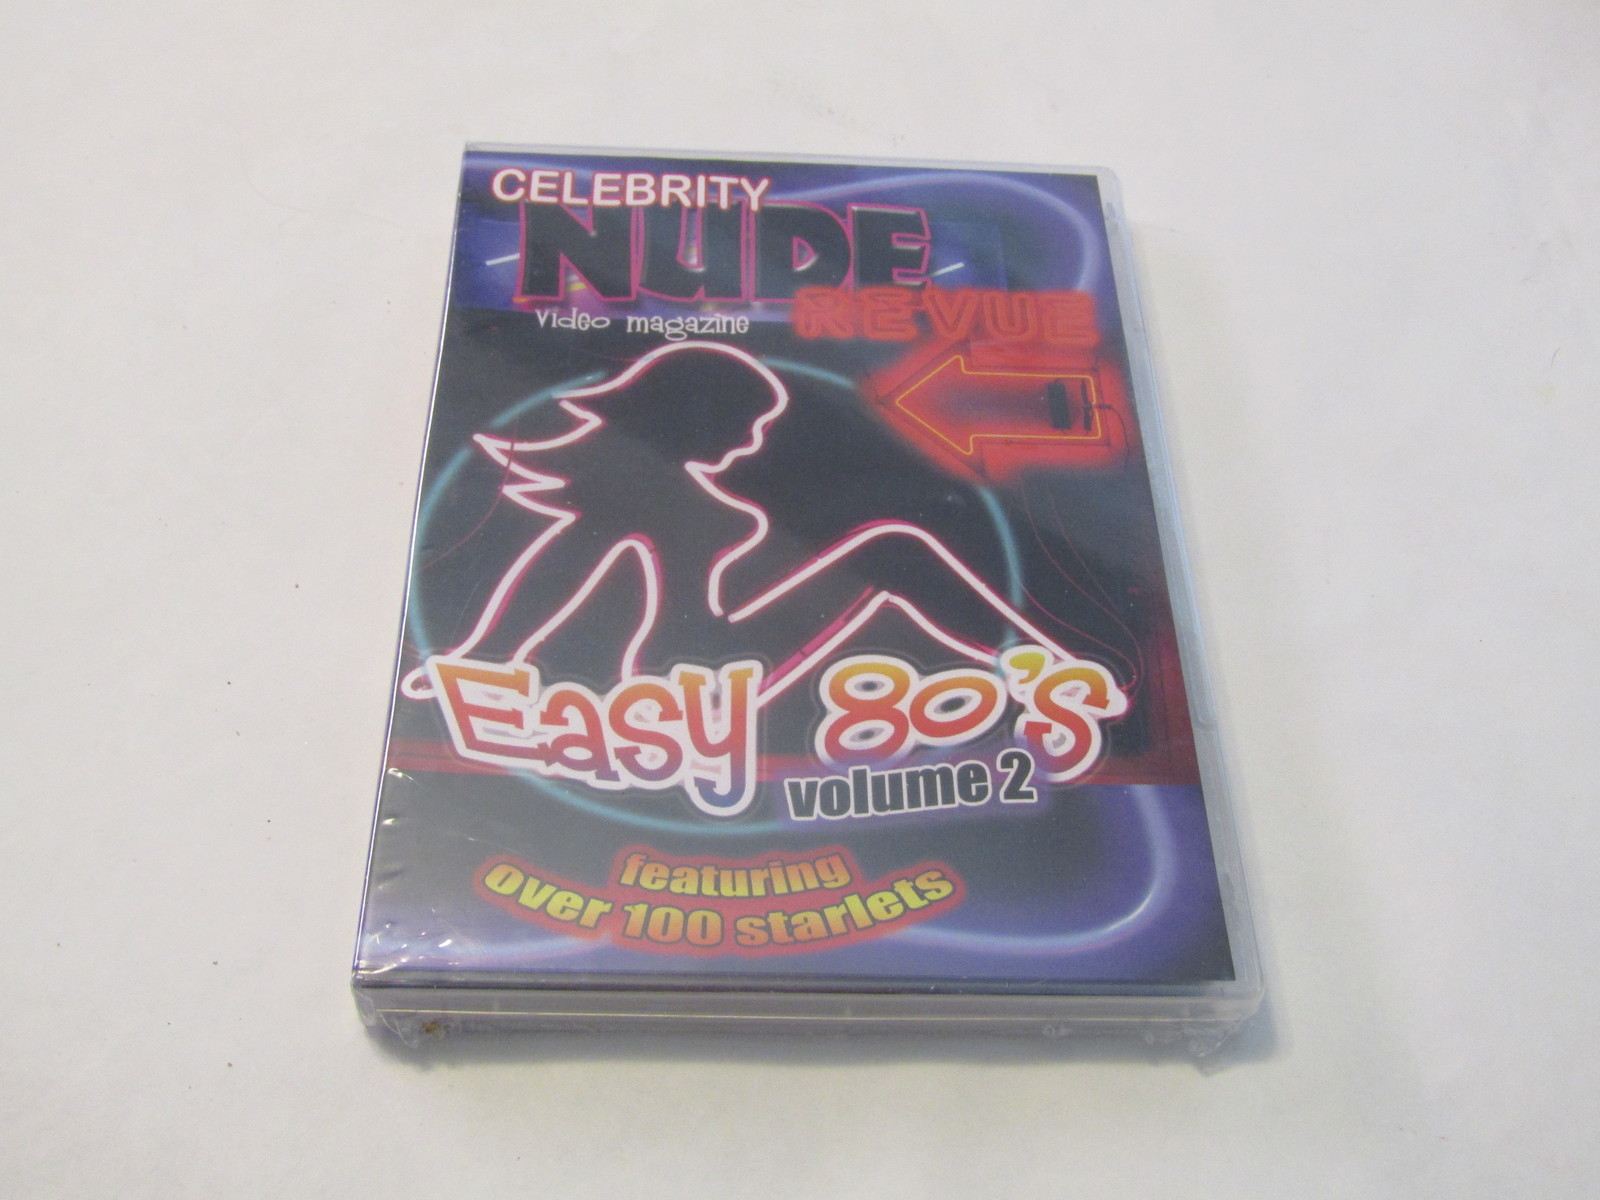 CELEBRITY
NUDE
REVUE
Video magazine
Easy 80's
volume 2
featuring
over 100 starlets